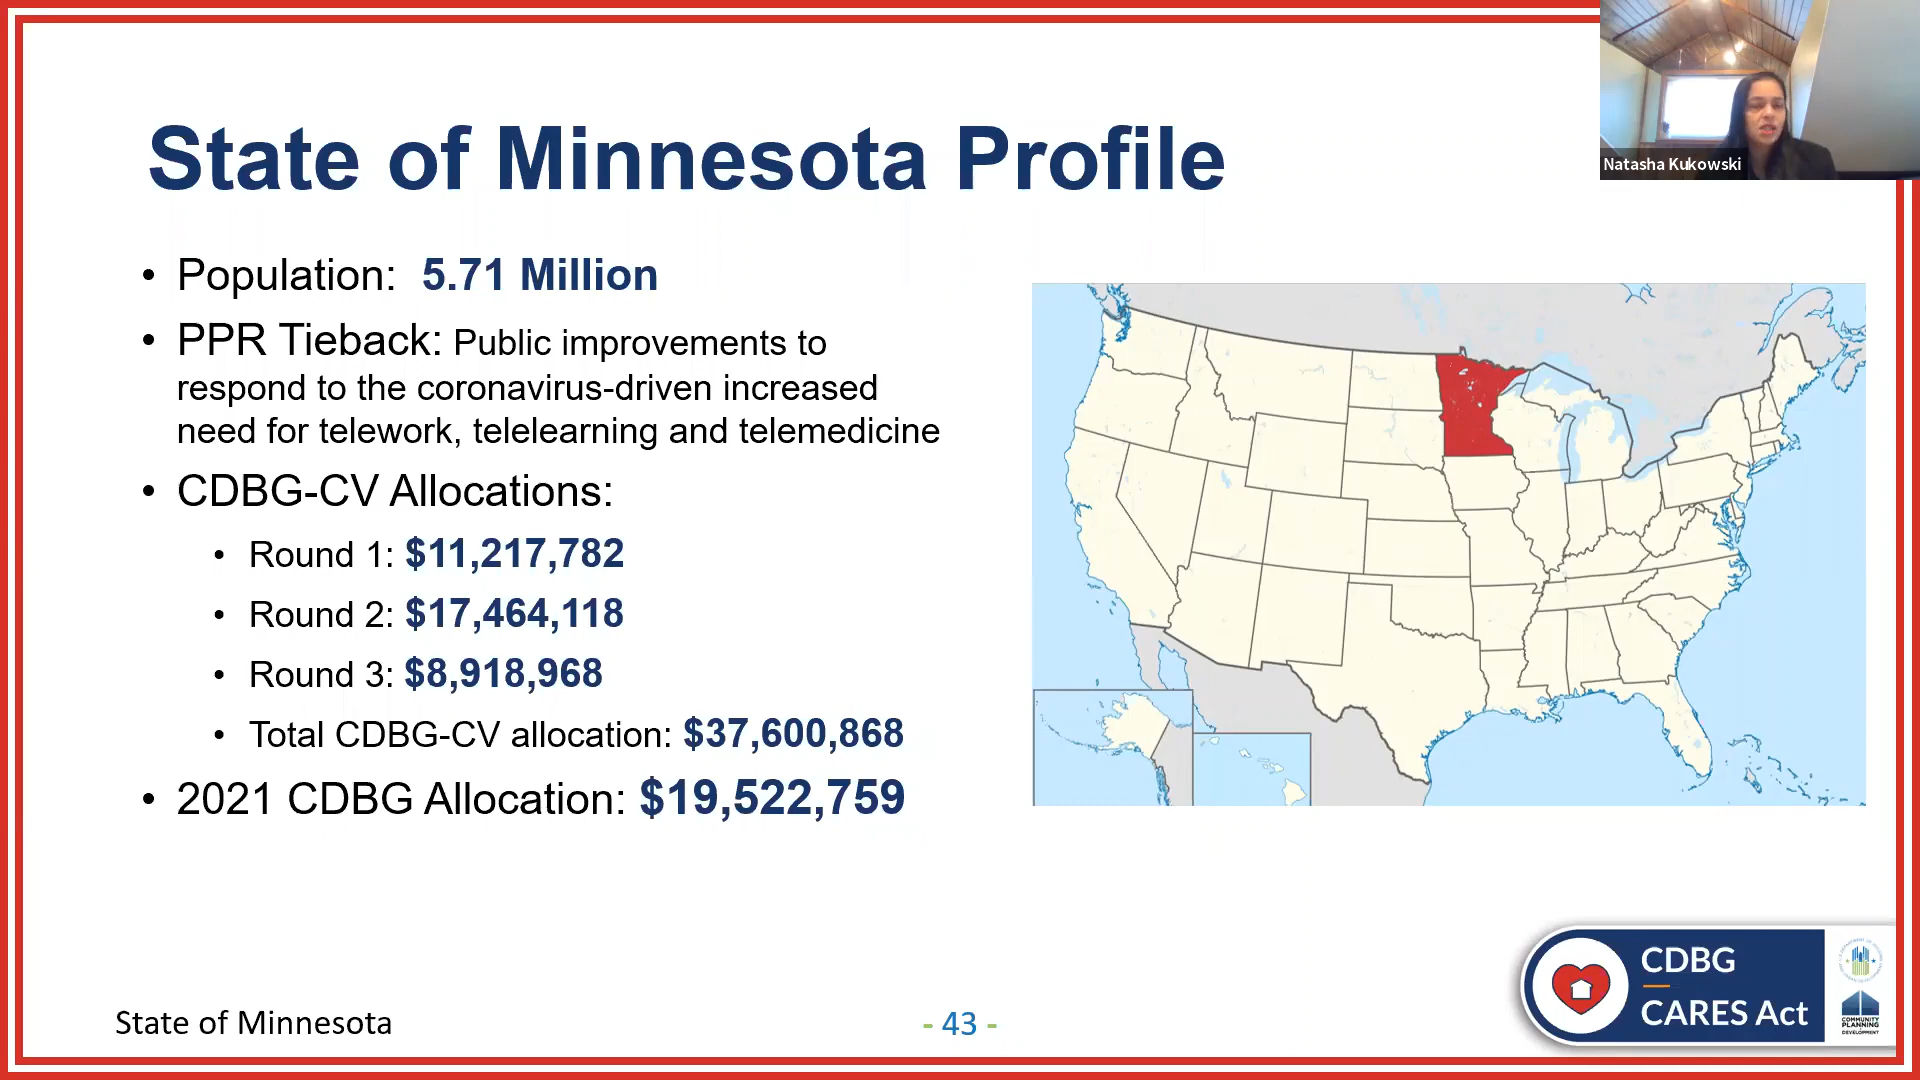 State of Minnesota Profile
Natasha Kukowski
• Population: 5.71 Million
• PPR Tieback: Public improvements to
respond to the coronavirus-driven increased
need for telework, telelearning and telemedicine
• CDBG-CV Allocations:
• Round 1: $11,217,782
• Round 2: $17,464,118
• Round 3: $8,918,968
• Total CDBG-CV allocation: $37,600,868
• 2021 CDBG Allocation: $19,522,759
CDBG
CARES Act
COMMUNITY
PLANNING
DEVELOPMENT
State of Minnesota
- 43 -